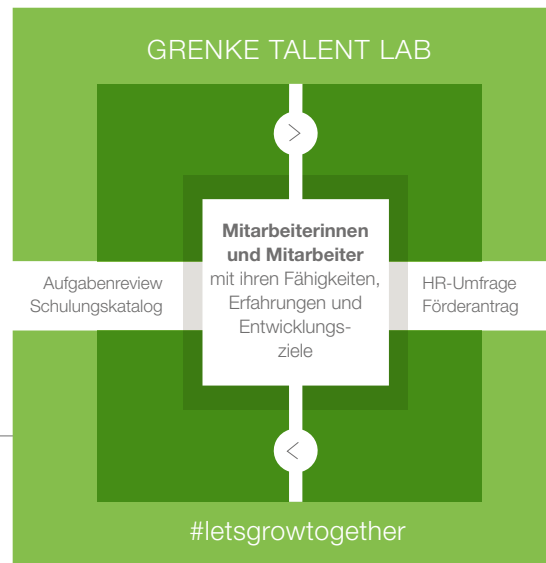 GRENKE TALENT LAB
Mitarbeiterinnen
und Mitarbeiter
mit ihren Fähigkeiten,
Erfahrungen und
Entwicklungs-
ziele
Aufgabenreview
Schulungskatalog
HR-Umfrage
Förderantrag
#letsgrowtogether